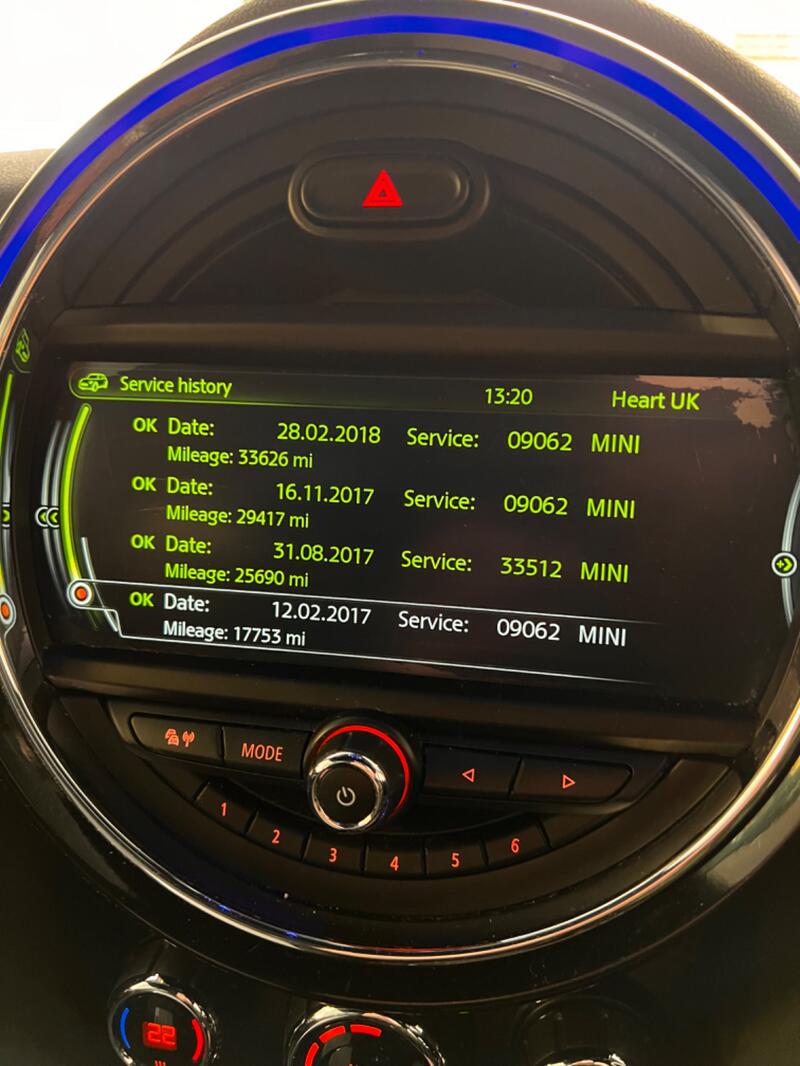 Service history 13:20 Heart UK
OK Date: 28.02.2018 Service: 09062 MINI
Mileage: 33626 mi
OK Date: 16.11.2017 Service: 09062 MINI
Mileage: 29417 mi
OK Date: 31.08.2017 Service: 33512 MINI
Mileage: 25690 mi
OK Date: 12.02.2017 Service: 09062 MINI
Mileage: 17753 mi
MODE
1 2 3 4 5 6
22